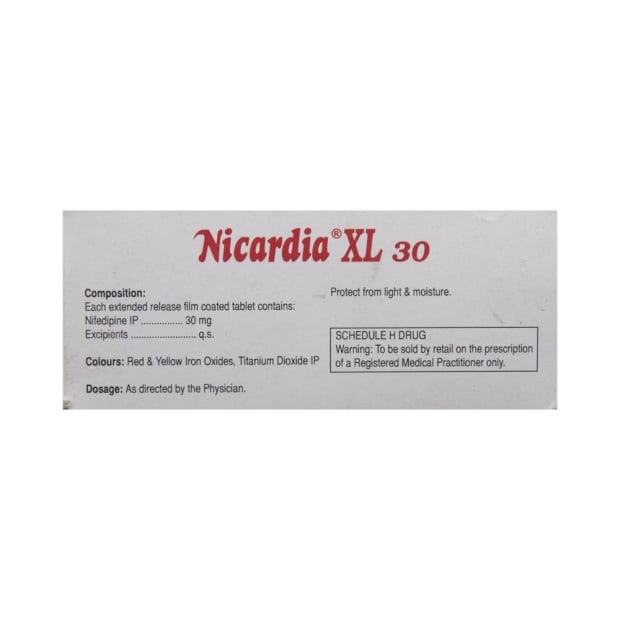 Nicardia® XL 30
Composition:
Each extended release film coated tablet contains:
Nifedipine IP ................ 30 mg
Excipients ......................... q.s.
Colours: Red & Yellow Iron Oxides, Titanium Dioxide IP
Dosage: As directed by the Physician.
Protect from light & moisture.
SCHEDULE H DRUG
Warning: To be sold by retail on the prescription
of a Registered Medical Practitioner only.